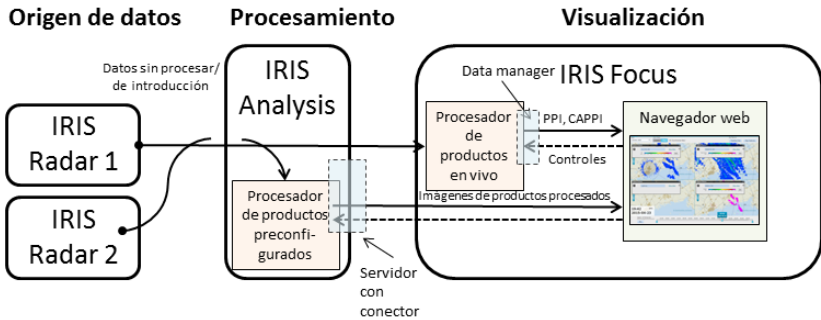 Origen de datos
Procesamiento
Visualización
Datos sin procesar/
de introducción
IRIS
Analysis
Data manager
IRIS Focus
IRIS
Radar 1
Procesador
de
productos
en vivo
PPI, CAPPI
Controles
Navegador web
IRIS
Radar 2
Procesador
de productos
preconfi-
gurados
Imágenes de productos procesados
Servidor
con
conector